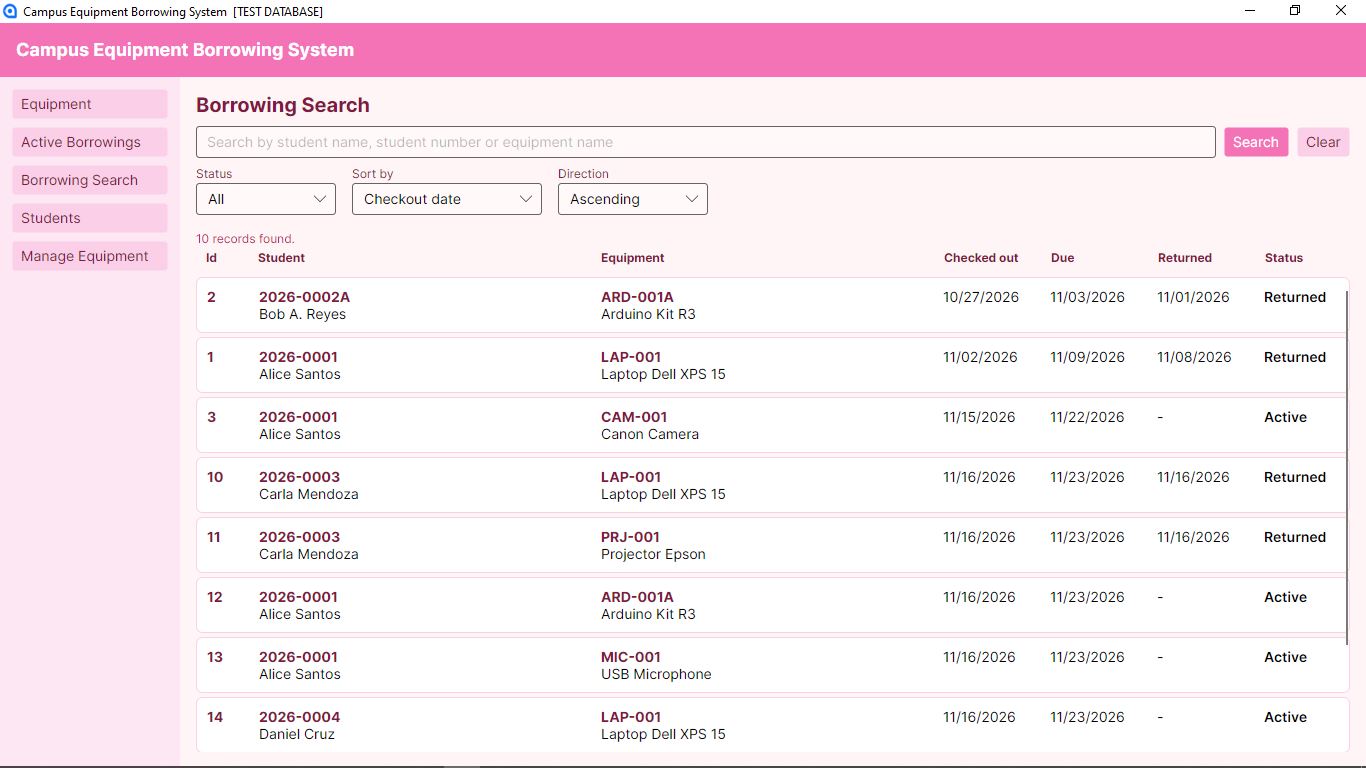 Campus Equipment Borrowing System [TEST DATABASE]
Campus Equipment Borrowing System
Equipment
Active Borrowings
Borrowing Search
Students
Manage Equipment
Borrowing Search
Search by student name, student number or equipment name
Search
Clear
Status
Sort by
Direction
All
Checkout date
Ascending
10 records found.
Id Student Equipment Checked out Due Returned Status
2 2026-0002A ARD-001A 10/27/2026 11/03/2026 11/01/2026 Returned
Bob A. Reyes Arduino Kit R3
1 2026-0001 LAP-001 11/02/2026 11/09/2026 11/08/2026 Returned
Alice Santos Laptop Dell XPS 15
3 2026-0001 CAM-001 11/15/2026 11/22/2026 - Active
Alice Santos Canon Camera
10 2026-0003 LAP-001 11/16/2026 11/23/2026 11/16/2026 Returned
Carla Mendoza Laptop Dell XPS 15
11 2026-0003 PRJ-001 11/16/2026 11/23/2026 11/16/2026 Returned
Carla Mendoza Projector Epson
12 2026-0001 ARD-001A 11/16/2026 11/23/2026 - Active
Alice Santos Arduino Kit R3
13 2026-0001 MIC-001 11/16/2026 11/23/2026 - Active
Alice Santos USB Microphone
14 2026-0004 LAP-001 11/16/2026 11/23/2026 - Active
Daniel Cruz Laptop Dell XPS 15